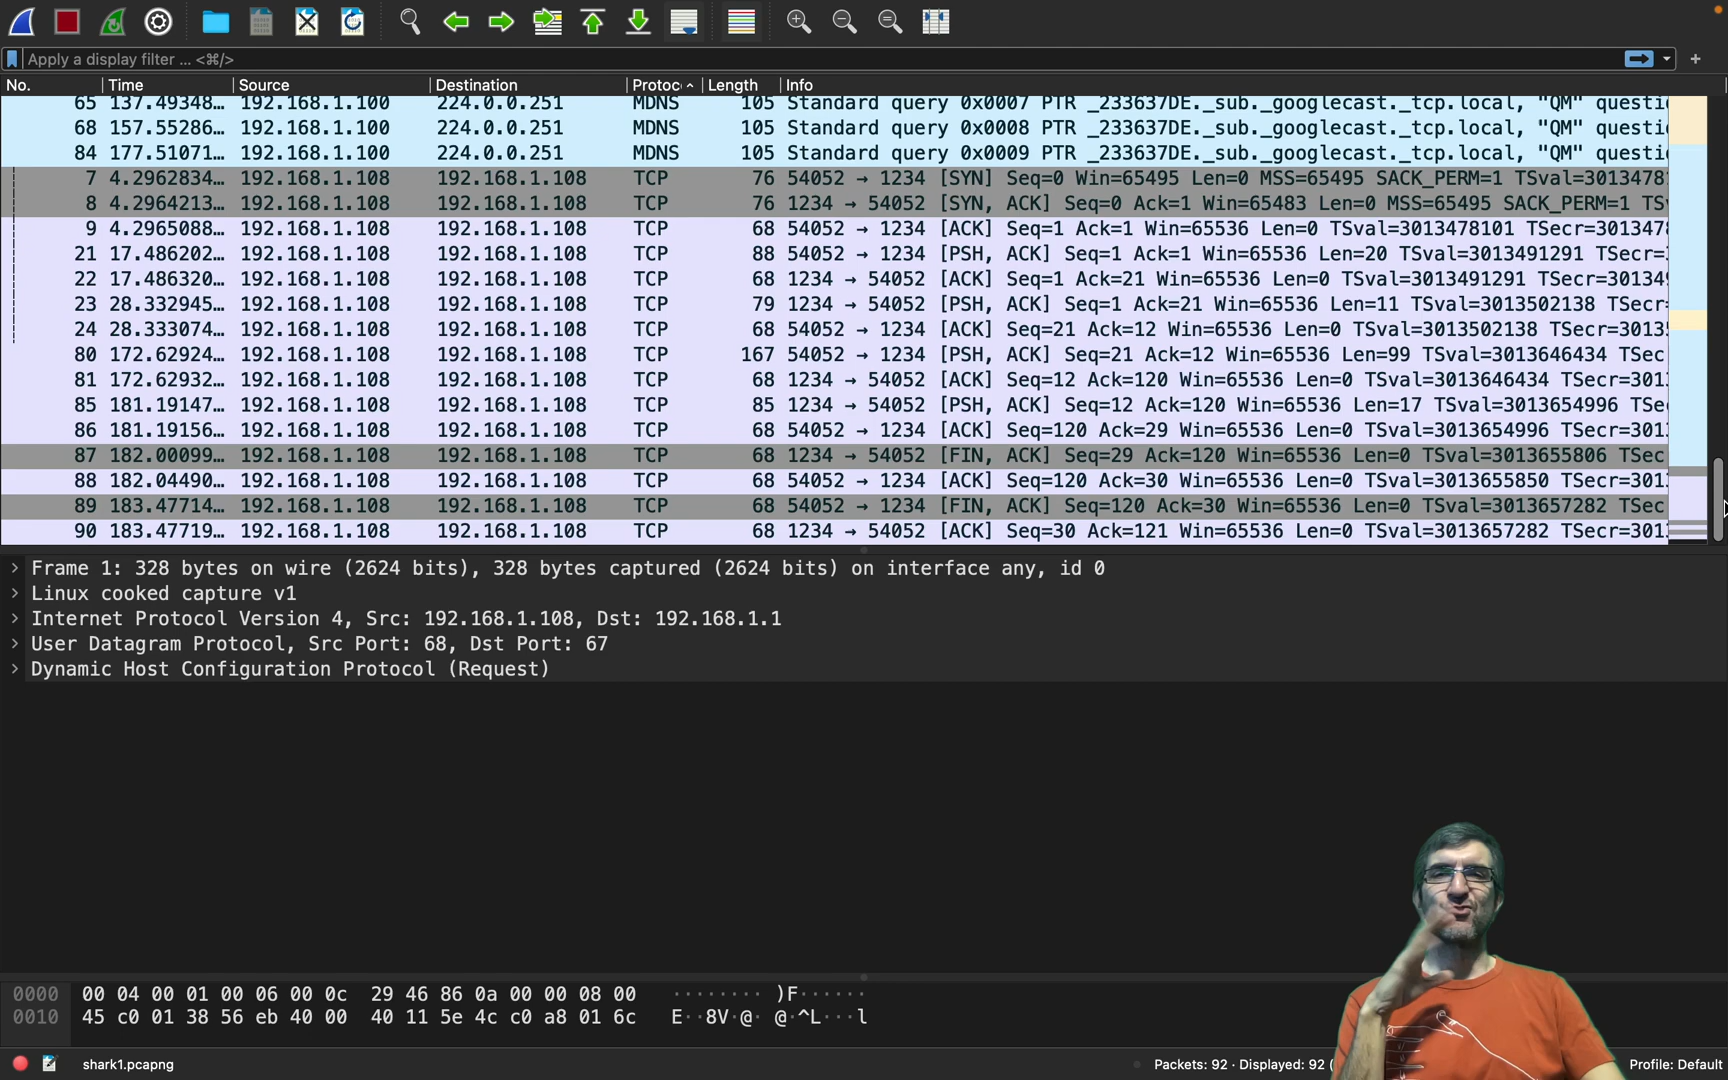 Apply a display filter ... <⌘/>
No. Time Source Destination Protoc Length Info
65 137.49348… 192.168.1.100 224.0.0.251 MDNS 105 Standard query 0x0007 PTR _233637DE._sub._googlecast._tcp.local, "QM" questi
68 157.55286… 192.168.1.100 224.0.0.251 MDNS 105 Standard query 0x0008 PTR _233637DE._sub._googlecast._tcp.local, "QM" questi
84 177.51071… 192.168.1.100 224.0.0.251 MDNS 105 Standard query 0x0009 PTR _233637DE._sub._googlecast._tcp.local, "QM" questi
7 4.2962834… 192.168.1.108 192.168.1.108 TCP 76 54052 → 1234 [SYN] Seq=0 Win=65495 Len=0 MSS=65495 SACK_PERM=1 TSval=3013478
8 4.2964213… 192.168.1.108 192.168.1.108 TCP 76 1234 → 54052 [SYN, ACK] Seq=0 Ack=1 Win=65483 Len=0 MSS=65495 SACK_PERM=1 TS
9 4.2965088… 192.168.1.108 192.168.1.108 TCP 68 54052 → 1234 [ACK] Seq=1 Ack=1 Win=65536 Len=0 TSval=3013478101 TSecr=301347
21 17.486202… 192.168.1.108 192.168.1.108 TCP 88 54052 → 1234 [PSH, ACK] Seq=1 Ack=1 Win=65536 Len=20 TSval=3013491291 TSecr=
22 17.486320… 192.168.1.108 192.168.1.108 TCP 68 1234 → 54052 [ACK] Seq=1 Ack=21 Win=65536 Len=0 TSval=3013491291 TSecr=30134
23 28.332945… 192.168.1.108 192.168.1.108 TCP 79 1234 → 54052 [PSH, ACK] Seq=1 Ack=21 Win=65536 Len=11 TSval=3013502138 TSecr
24 28.333074… 192.168.1.108 192.168.1.108 TCP 68 54052 → 1234 [ACK] Seq=21 Ack=12 Win=65536 Len=0 TSval=3013502138 TSecr=3013
80 172.62924… 192.168.1.108 192.168.1.108 TCP 167 54052 → 1234 [PSH, ACK] Seq=21 Ack=12 Win=65536 Len=99 TSval=3013646434 TSec
81 172.62932… 192.168.1.108 192.168.1.108 TCP 68 1234 → 54052 [ACK] Seq=12 Ack=120 Win=65536 Len=0 TSval=3013646434 TSecr=301
85 181.19147… 192.168.1.108 192.168.1.108 TCP 85 1234 → 54052 [PSH, ACK] Seq=12 Ack=120 Win=65536 Len=17 TSval=3013654996 TSe
86 181.19156… 192.168.1.108 192.168.1.108 TCP 68 54052 → 1234 [ACK] Seq=120 Ack=29 Win=65536 Len=0 TSval=3013654996 TSecr=301
87 182.00099… 192.168.1.108 192.168.1.108 TCP 68 1234 → 54052 [FIN, ACK] Seq=29 Ack=120 Win=65536 Len=0 TSval=3013655806 TSec
88 182.04490… 192.168.1.108 192.168.1.108 TCP 68 54052 → 1234 [ACK] Seq=120 Ack=30 Win=65536 Len=0 TSval=3013655850 TSecr=301
89 183.47714… 192.168.1.108 192.168.1.108 TCP 68 54052 → 1234 [FIN, ACK] Seq=120 Ack=30 Win=65536 Len=0 TSval=3013657282 TSec
90 183.47719… 192.168.1.108 192.168.1.108 TCP 68 1234 → 54052 [ACK] Seq=30 Ack=121 Win=65536 Len=0 TSval=3013657282 TSecr=301
Frame 1: 328 bytes on wire (2624 bits), 328 bytes captured (2624 bits) on interface any, id 0
Linux cooked capture v1
Internet Protocol Version 4, Src: 192.168.1.108, Dst: 192.168.1.1
User Datagram Protocol, Src Port: 68, Dst Port: 67
Dynamic Host Configuration Protocol (Request)
0000 00 04 00 01 00 06 00 0c 29 46 86 0a 00 00 08 00 ········ )F······
0010 45 c0 01 38 56 eb 40 00 40 11 5e 4c c0 a8 01 6c E··8V·@· @·^L···l
shark1.pcapng Packets: 92 · Displayed: 92 ( Profile: Default